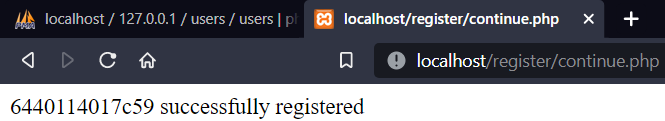 localhost / 127.0.0.1 / users / users | ph
localhost/register/continue.php
localhost/register/continue.php
6440114017c59 successfully registered